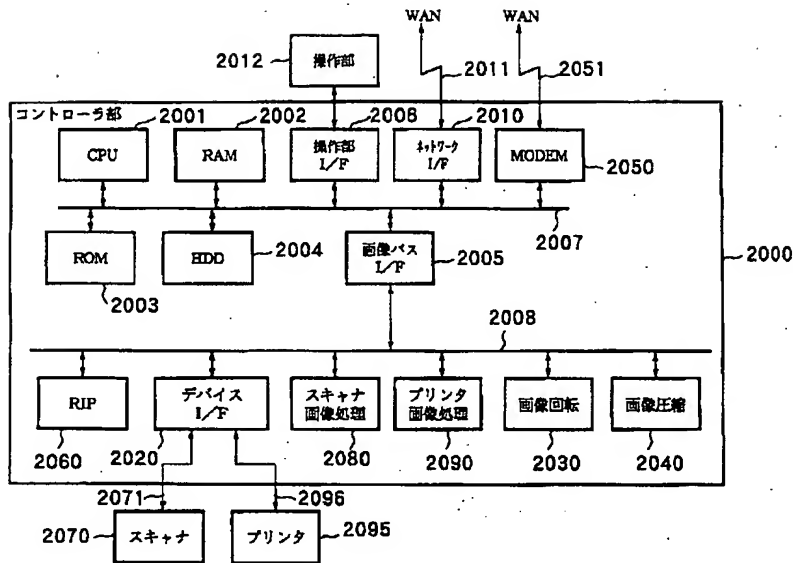 WAN WAN
2012 操作部 2011 2051
コントローラ部
2001 2002 2006 2010
CPU RAM 操作部 I/F ネットワーク I/F MODEM 2050
2007
ROM HDD 2004 画像バス I/F 2005 2000
2003
2008
RIP デバイス I/F スキャナ 画像処理 プリンタ 画像処理 画像回転 画像圧縮
2060 2020 2080 2090 2030 2040
2071 2096
2070 スキャナ プリンタ 2095